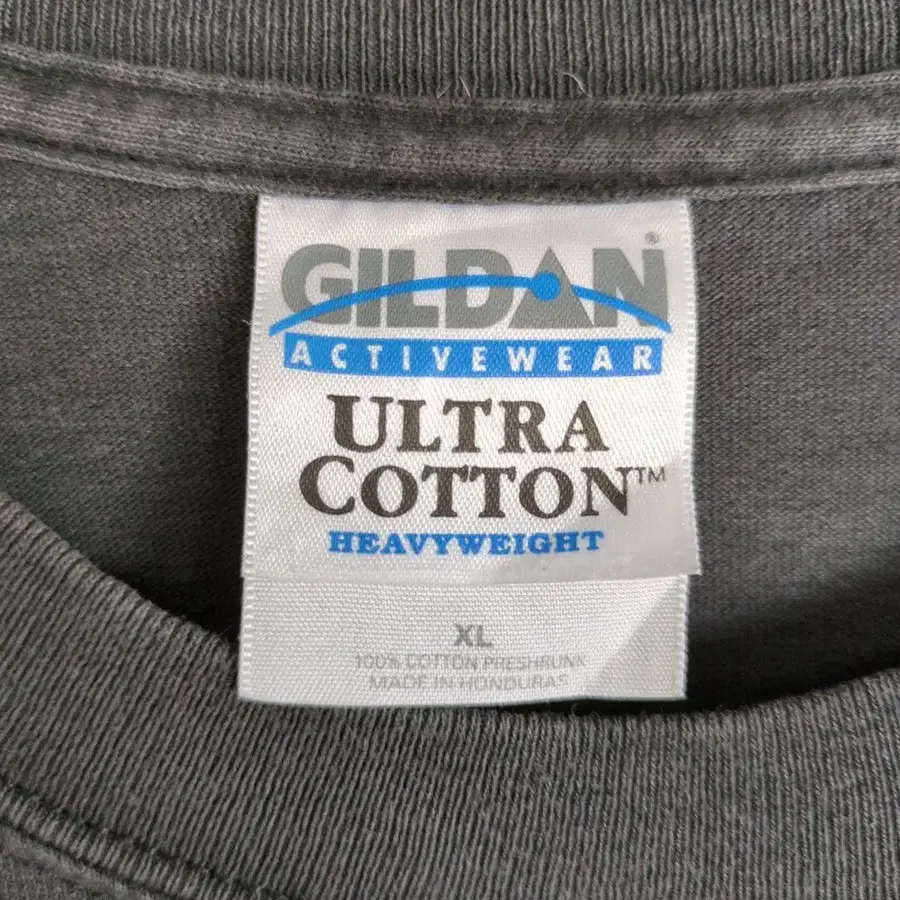 GILDAN®
ACTIVEWEAR
ULTRA
COTTON™
HEAVYWEIGHT
XL
100% COTTON PRESHRUNK
MADE IN HONDURAS